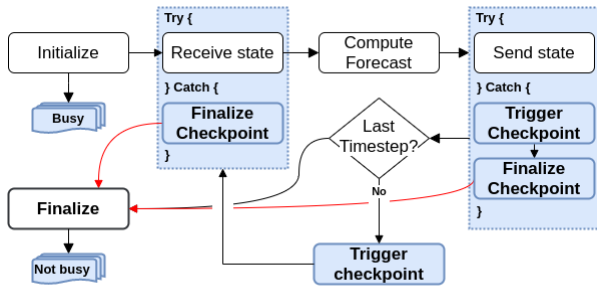 Try {
Try {
Initialize
Receive state
Compute
Forecast
Send state
} Catch {
} Catch {
Busy
Finalize
Checkpoint
Last
Timestep?
Trigger
Checkpoint
}
Finalize
Checkpoint
No
Finalize
}
Trigger
checkpoint
Not busy